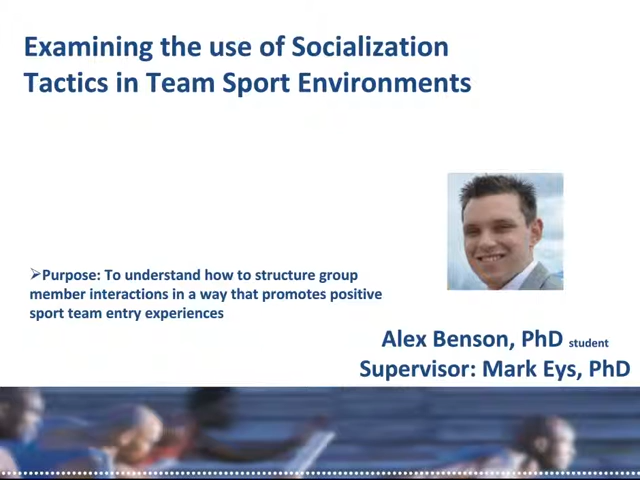 Examining the use of Socialization
Tactics in Team Sport Environments
➢Purpose: To understand how to structure group
member interactions in a way that promotes positive
sport team entry experiences
Alex Benson, PhD student
Supervisor: Mark Eys, PhD